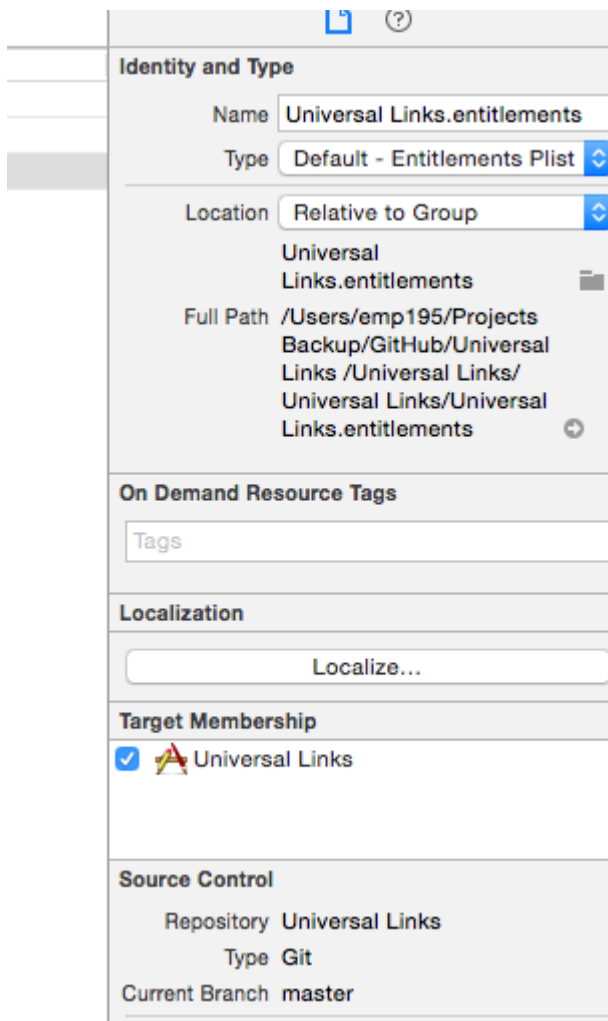 ?
Identity and Type
Name Universal Links.entitlements
Type Default - Entitlements Plist
Location Relative to Group
Universal
Links.entitlements
Full Path /Users/emp195/Projects
Backup/GitHub/Universal
Links /Universal Links/
Universal Links/Universal
Links.entitlements
On Demand Resource Tags
Tags
Localization
Localize...
Target Membership
Universal Links
Source Control
Repository Universal Links
Type Git
Current Branch master